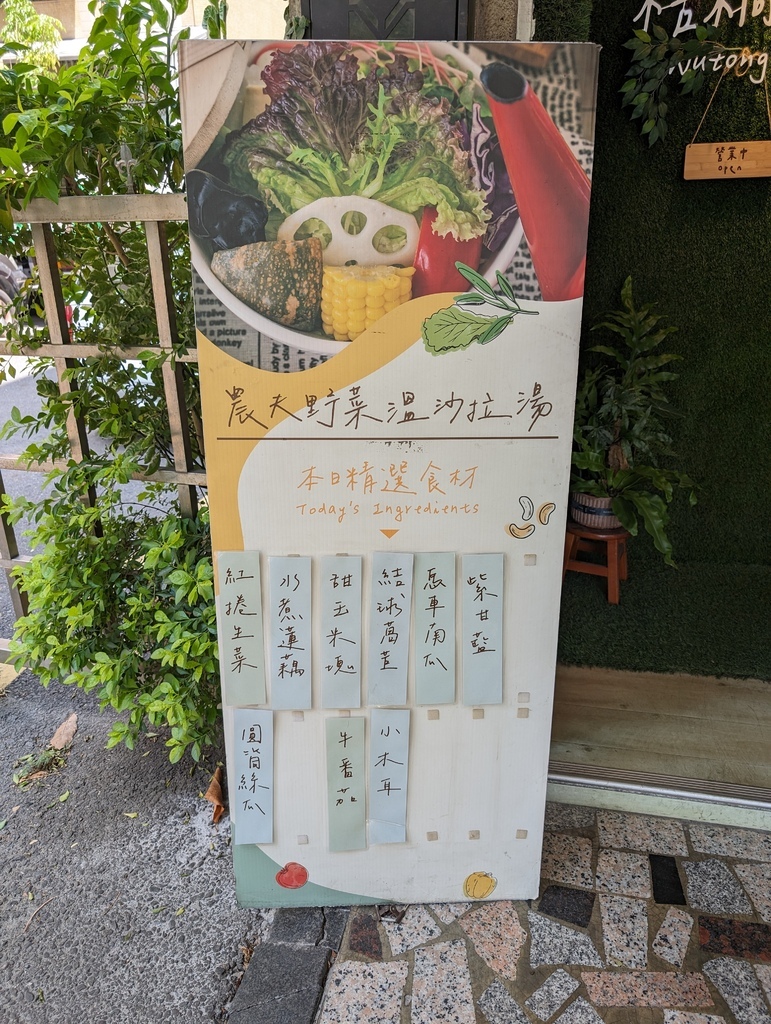 營業中
open
vutong
農夫野菜溫沙拉湯
本日精選食材
Today's Ingredients
紅捲生菜
水煮蓮藕
甜玉米塊
結球萵苣
惠車南瓜
紫甘藍
圓筒絲瓜
牛番茄
小木耳